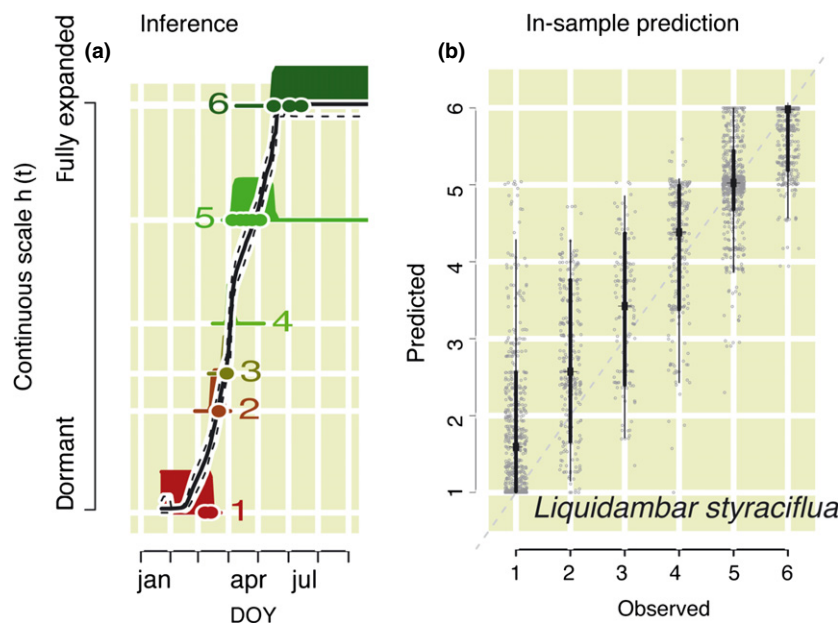 Inference
(a)
Continuous scale h (t)
Fully expanded
Dormant
6
5
4
3
2
1
jan
apr
jul
DOY
In-sample prediction
(b)
Predicted
6
5
4
3
2
1
Liquidambar styraciflua
1 2 3 4 5 6
Observed